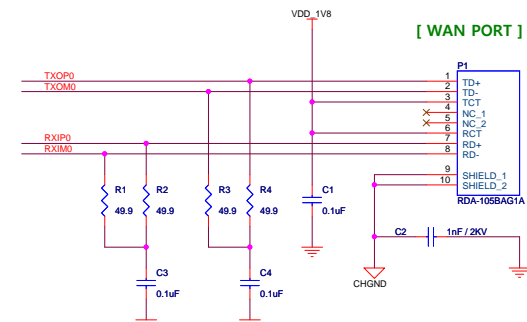 VDD_1V8
[ WAN PORT ]
P1
TXOP0
1 TD+
TXOM0
2 TD-
3 TCT
4 NC_1
5 NC_2
6 RCT
RXIP0
7 RD+
RXIM0
8 RD-
9 SHIELD_1
10 SHIELD_2
RDA-105BAG1A
R1 R2 R3 R4 C1
49.9 49.9 49.9 49.9 0.1uF
C2 1nF / 2KV
C3 C4
0.1uF 0.1uF
CHGND